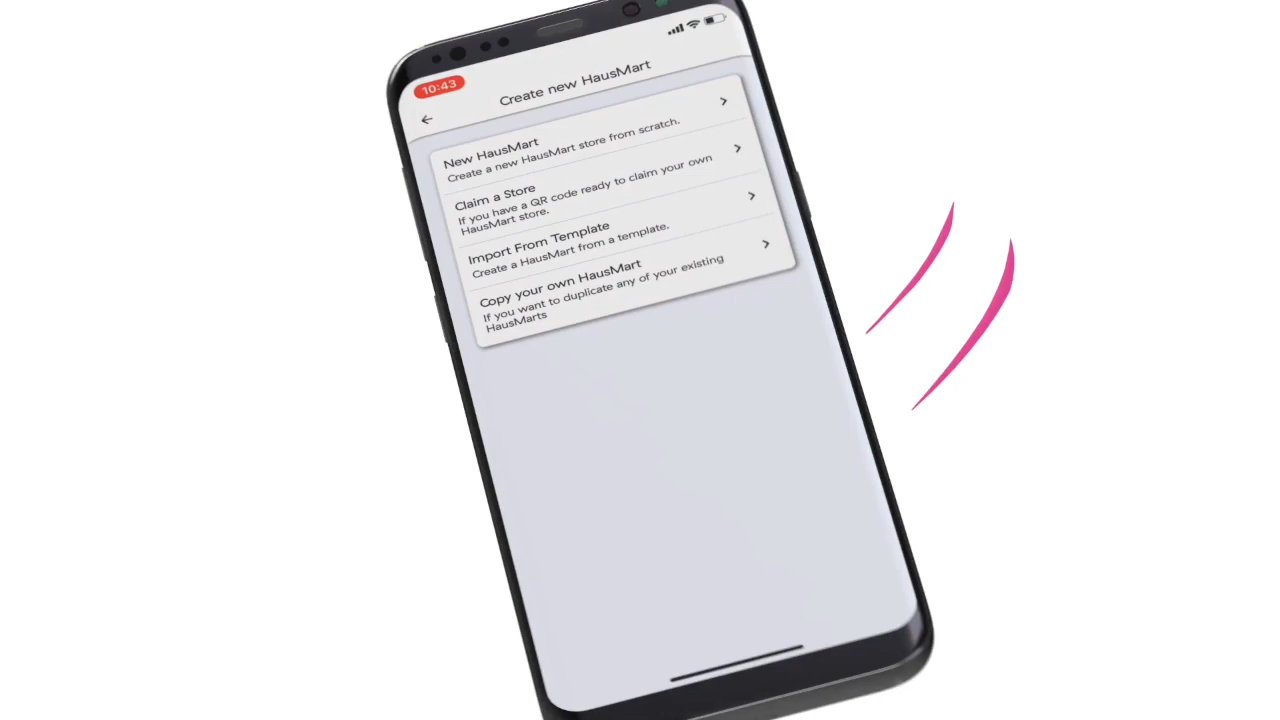 10:43
Create new HausMart
New HausMart
Create a new HausMart store from scratch.
Claim a Store
If you have a QR code ready to claim your own
HausMart store.
Import From Template
Create a HausMart from a template.
Copy your own HausMart
If you want to duplicate any of your existing
HausMarts